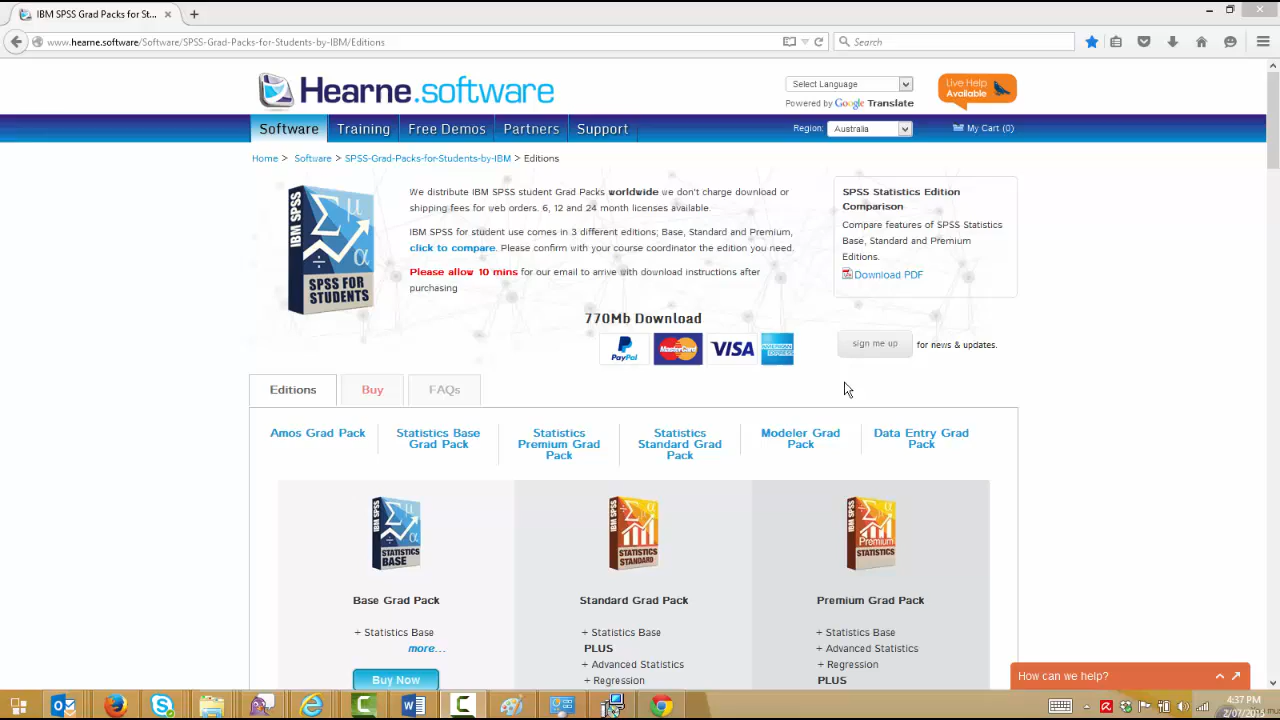 IBM SPSS Grad Packs for St...
www.hearne.software/Software/SPSS-Grad-Packs-for-Students-by-IBM/Editions
Search
Hearne.software
Select Language
Powered by Google Translate
Live Help
Available
Software
Training
Free Demos
Partners
Support
Region:
Australia
My Cart (0)
Home > Software > SPSS-Grad-Packs-for-Students-by-IBM > Editions
IBM SPSS
SPSS FOR
STUDENTS
We distribute IBM SPSS student Grad Packs worldwide we don't charge download or
shipping fees for web orders. 6, 12 and 24 month licenses available.
IBM SPSS for student use comes in 3 different editions; Base, Standard and Premium,
click to compare. Please confirm with your course coordinator the edition you need.
Please allow 10 mins for our email to arrive with download instructions after
purchasing
770Mb Download
PayPal
MasterCard
VISA
AMERICAN
EXPRESS
SPSS Statistics Edition
Comparison
Compare features of SPSS Statistics
Base, Standard and Premium
Editions.
Download PDF
sign me up
for news & updates.
Editions
Buy
FAQs
Amos Grad Pack
Statistics Base
Grad Pack
Statistics
Premium Grad
Pack
Statistics
Standard Grad
Pack
Modeler Grad
Pack
Data Entry Grad
Pack
IBM SPSS
STATISTICS
BASE
IBM SPSS
STATISTICS
STANDARD
IBM SPSS
Premium
STATISTICS
Base Grad Pack
+ Statistics Base
more...
Buy Now
Standard Grad Pack
+ Statistics Base
PLUS
+ Advanced Statistics
+ Regression
Premium Grad Pack
+ Statistics Base
+ Advanced Statistics
+ Regression
PLUS
How can we help?
4:37 PM